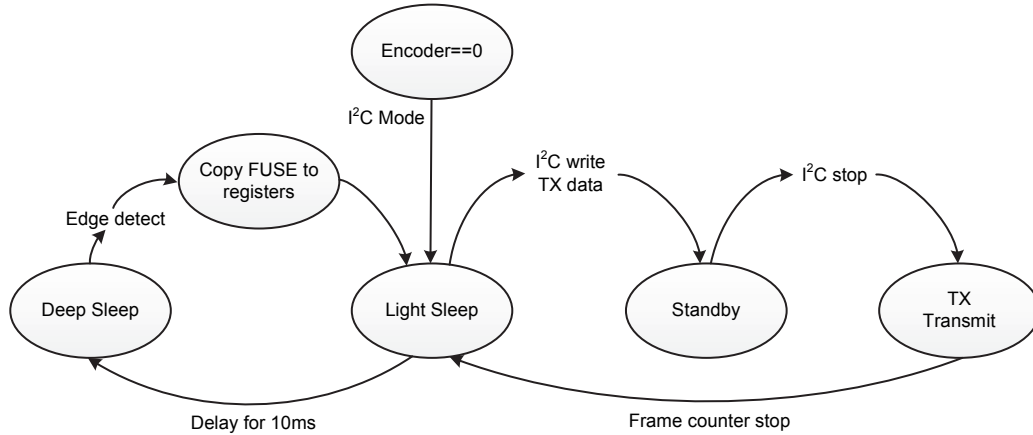 Encoder==0
I²C Mode
Copy FUSE to
registers
I²C write
TX data
I²C stop
Edge detect
Deep Sleep
Light Sleep
Standby
TX
Transmit
Delay for 10ms
Frame counter stop